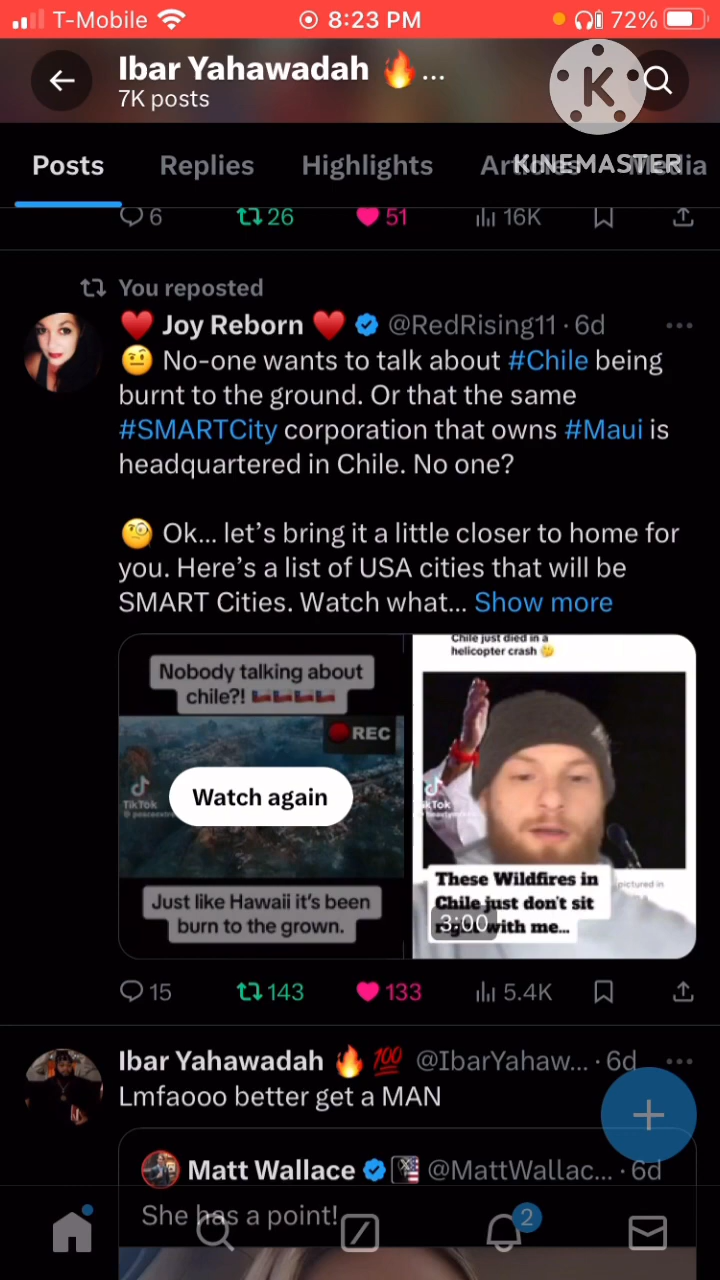 T-Mobile 8:23 PM 72%
Ibar Yahawadah 🔥...
7K posts
K
KINEMASTER
Posts Replies Highlights Articles Media
6 26 51 16K
You reposted
♥️ Joy Reborn ♥️ @RedRising11 · 6d
🤨 No-one wants to talk about #Chile being
burnt to the ground. Or that the same
#SMARTCity corporation that owns #Maui is
headquartered in Chile. No one?
🧐 Ok... let's bring it a little closer to home for
you. Here's a list of USA cities that will be
SMART Cities. Watch what... Show more
Nobody talking about
chile?! 🇨🇱🇨🇱🇨🇱🇨🇱
REC
TikTok
Watch again
Just like Hawaii it's been
burn to the grown.
Chile just died in a
helicopter crash 🤔
kTok
pictured in
These Wildfires in
Chile just don't sit
right with me...
3:00
15 143 133 5.4K
Ibar Yahawadah 🔥 💯 @IbarYahaw... · 6d
Lmfaooo better get a MAN
Matt Wallace @MattWallac... · 6d
She has a point!
2